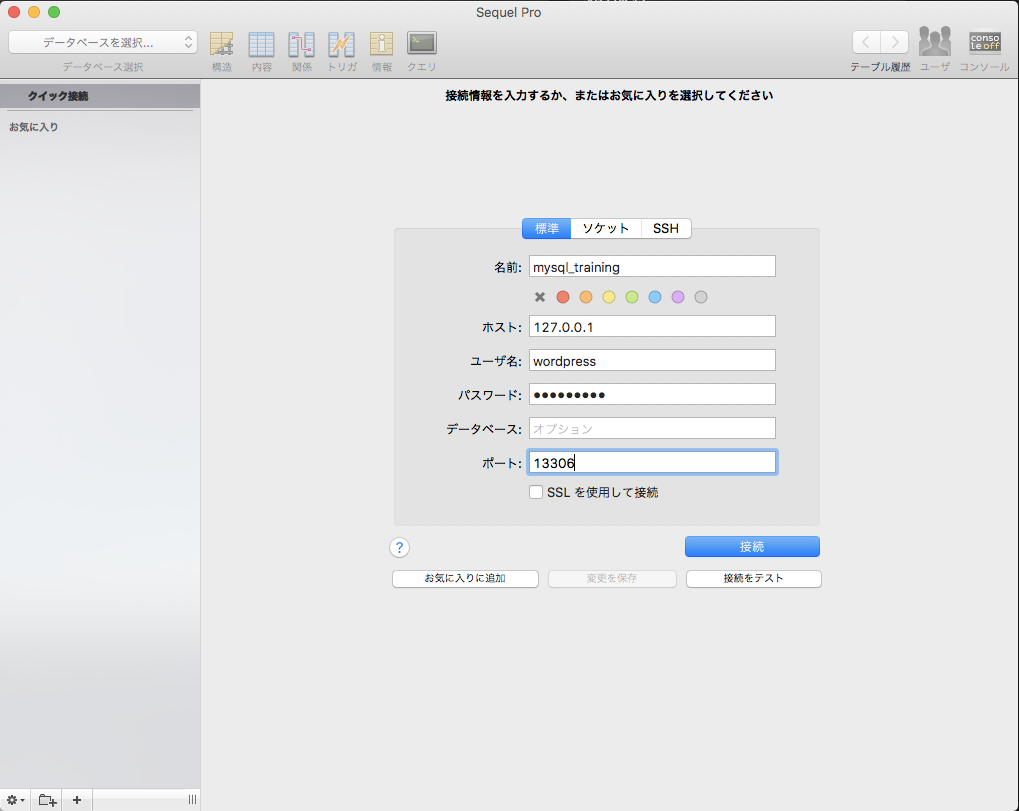 Sequel Pro
データベースを選択...
データベース選択
構造
内容
関係
トリガ
情報
クエリ
テーブル履歴
ユーザ
conso
le off
コンソール
クイック接続
お気に入り
接続情報を入力するか、またはお気に入りを選択してください
標準
ソケット
SSH
名前: mysql_training
ホスト: 127.0.0.1
ユーザ名: wordpress
パスワード: ●●●●●●●●●
データベース: オプション
ポート: 13306
SSL を使用して接続
?
接続
お気に入りに追加
変更を保存
接続をテスト